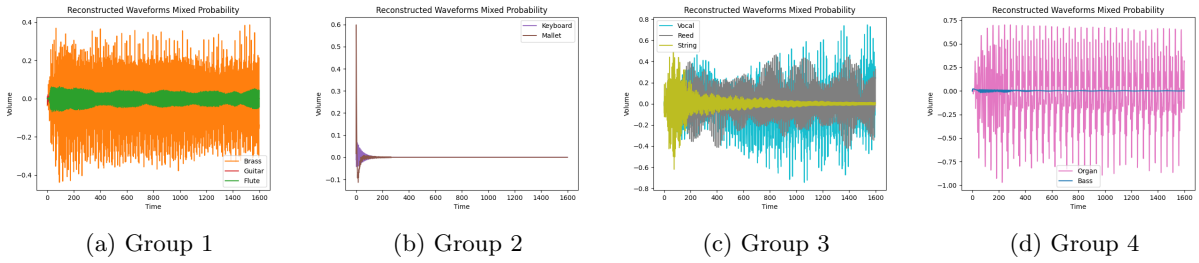 Reconstructed Waveforms Mixed Probability
Volume
0.4
0.2
0.0
−0.2
−0.4
0 200 400 600 800 1000 1200 1400 1600
Time
Brass
Guitar
Flute
(a) Group 1
Reconstructed Waveforms Mixed Probability
Volume
0.6
0.5
0.4
0.3
0.2
0.1
0.0
−0.1
0 200 400 600 800 1000 1200 1400 1600
Time
Keyboard
Mallet
(b) Group 2
Reconstructed Waveforms Mixed Probability
Volume
0.8
0.6
0.4
0.2
0.0
−0.2
−0.4
−0.6
−0.8
0 200 400 600 800 1000 1200 1400 1600
Time
Vocal
Reed
String
(c) Group 3
Reconstructed Waveforms Mixed Probability
Volume
0.75
0.50
0.25
0.00
−0.25
−0.50
−0.75
−1.00
0 200 400 600 800 1000 1200 1400 1600
Time
Organ
Bass
(d) Group 4